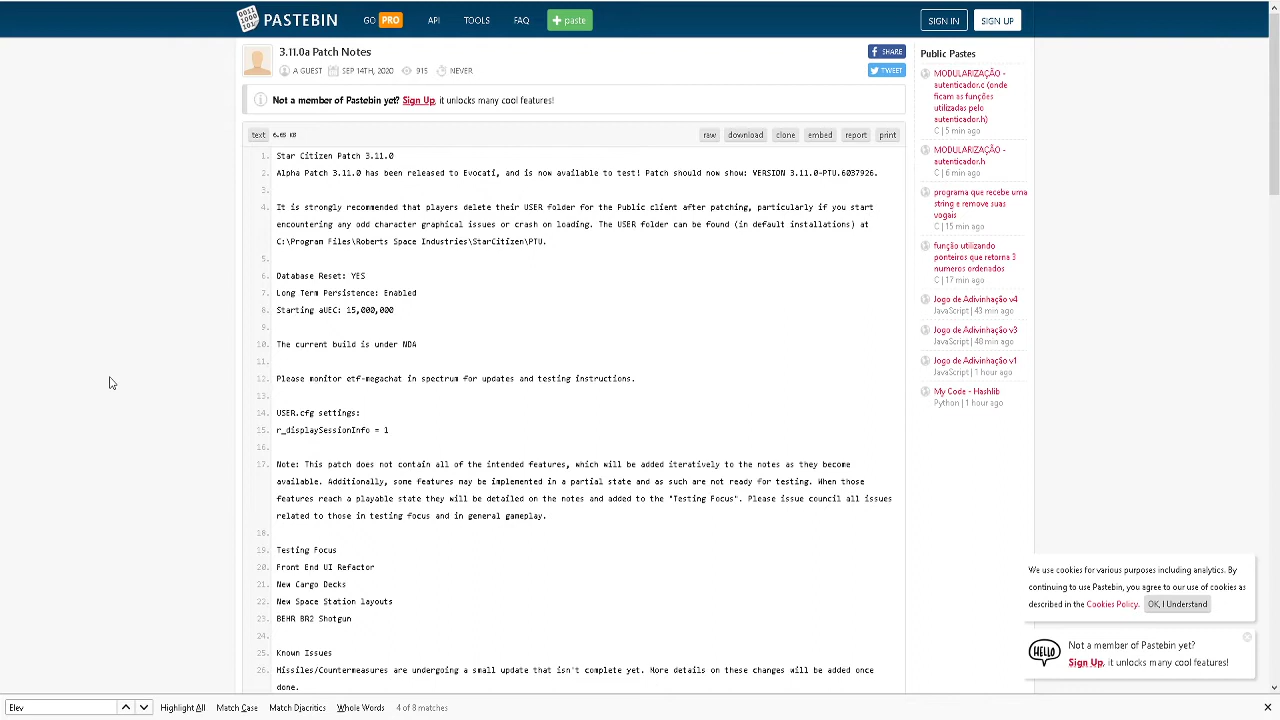 PASTEBIN
GO PRO API TOOLS FAQ + paste
SIGN IN SIGN UP
3.11.0a Patch Notes
A GUEST SEP 14TH, 2020 915 NEVER
SHARE
TWEET
Not a member of Pastebin yet? Sign Up, it unlocks many cool features!
text 6.85 KB
raw download clone embed report print
1. Star Citizen Patch 3.11.0
2. Alpha Patch 3.11.0 has been released to Evocati, and is now available to test! Patch should now show: VERSION 3.11.0-PTU.6037926.
3.
4. It is strongly recommended that players delete their USER folder for the Public client after patching, particularly if you start
encountering any odd character graphical issues or crash on loading. The USER folder can be found (in default installations) at
C:\Program Files\Roberts Space Industries\StarCitizen\PTU.
5.
6. Database Reset: YES
7. Long Term Persistence: Enabled
8. Starting aUEC: 15,000,000
9.
10. The current build is under NDA
11.
12. Please monitor etf-megachat in spectrum for updates and testing instructions.
13.
14. USER.cfg settings:
15. r_displaySessionInfo = 1
16.
17. Note: This patch does not contain all of the intended features, which will be added iteratively to the notes as they become
available. Additionally, some features may be implemented in a partial state and as such are not ready for testing. When those
features reach a playable state they will be detailed on the notes and added to the "Testing Focus". Please issue council all issues
related to those in testing focus and in general gameplay.
18.
19. Testing Focus
20. Front End UI Refactor
21. New Cargo Decks
22. New Space Station layouts
23. BEHR BR2 Shotgun
24.
25. Known Issues
26. Missiles/Countermeasures are undergoing a small update that isn't complete yet. More details on these changes will be added once
done.
Public Pastes
MODULARIZAÇÃO -
autenticador.c (onde
ficam as funções
utilizadas pelo
autenticador.h)
C | 5 min ago
MODULARIZAÇÃO -
autenticador.h
C | 6 min ago
programa que recebe uma
string e remove suas
vogais
C | 15 min ago
função utilizando
ponteiros que retorna 3
numeros ordenados
C | 17 min ago
Jogo de Adivinhação v4
JavaScript | 43 min ago
Jogo de Adivinhação v3
JavaScript | 48 min ago
Jogo de Adivinhação v1
JavaScript | 1 hour ago
My Code - Hashlib
Python | 1 hour ago
We use cookies for various purposes including analytics. By
continuing to use Pastebin, you agree to our use of cookies as
described in the Cookies Policy. OK, I Understand
HELLO
Not a member of Pastebin yet?
Sign Up, it unlocks many cool features!
Elev Highlight All Match Case Match Diacritics Whole Words 4 of 8 matches